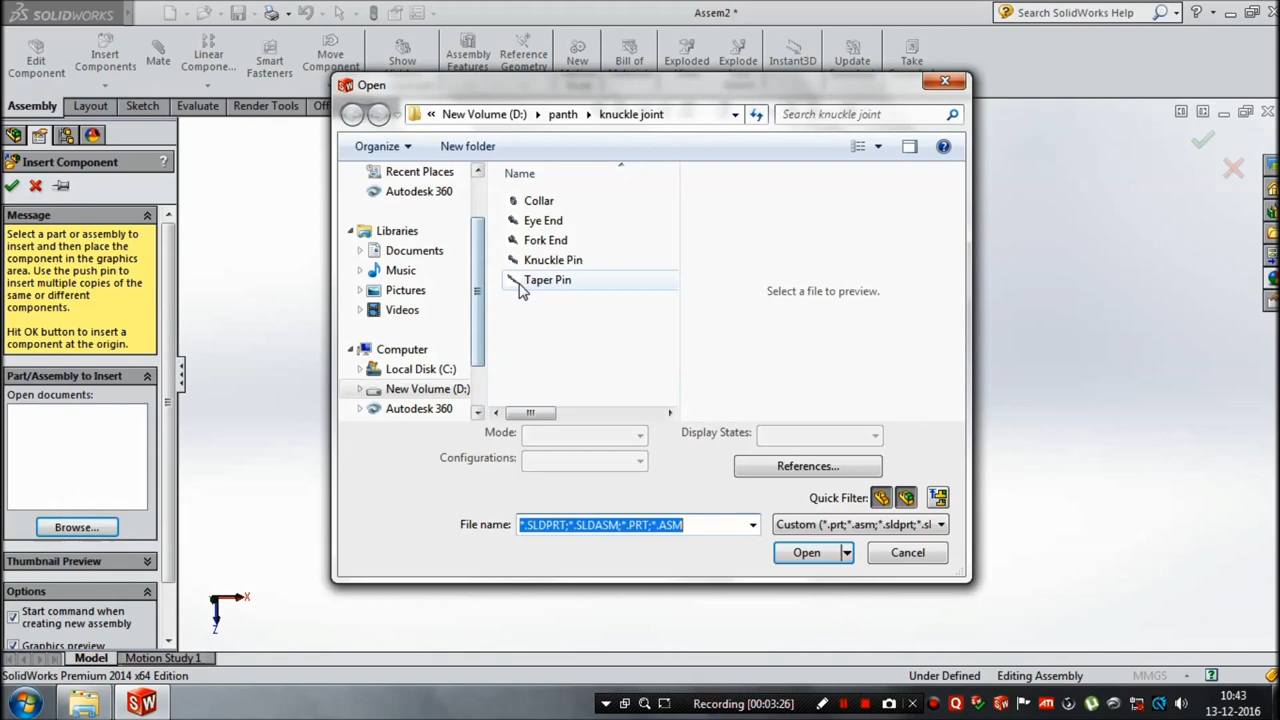 SOLIDWORKS
Assem2 *
Search SolidWorks Help
Edit Component
Insert Components
Mate
Linear Compone...
Smart Fasteners
Move Component
Show
Assembly Features
Reference Geometry
New
Bill of
Exploded
Explode
Instant3D
Update
Take
Assembly
Layout
Sketch
Evaluate
Render Tools
Insert Component
?
Message
Select a part or assembly to
insert and then place the
component in the graphics
area. Use the push pin to
insert multiple copies of the
same or different
components.
Hit OK button to insert a
component at the origin.
Part/Assembly to Insert
Open documents:
Browse...
Thumbnail Preview
Options
Start command when
creating new assembly
Graphics preview
Open
« New Volume (D:)
panth
knuckle joint
Search knuckle joint
Organize
New folder
Recent Places
Autodesk 360
Libraries
Documents
Music
Pictures
Videos
Computer
Local Disk (C:)
New Volume (D:)
Autodesk 360
Name
Collar
Eye End
Fork End
Knuckle Pin
Taper Pin
Select a file to preview.
Mode:
Display States:
Configurations:
References...
Quick Filter:
File name:
*.SLDPRT;*.SLDASM;*.PRT;*.ASM
Custom (*.prt;*.asm;*.sldprt;*.sl
Open
Cancel
X
Z
Model
Motion Study 1
SolidWorks Premium 2014 x64 Edition
Under Defined
Editing Assembly
MMGS
Recording [00:03:26]
10:43
13-12-2016